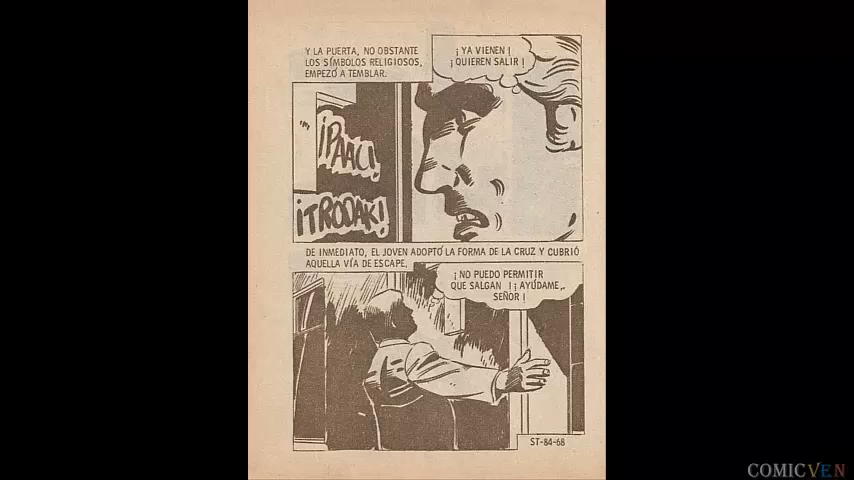 Y LA PUERTA, NO OBSTANTE
LOS SÍMBOLOS RELIGIOSOS,
EMPEZÓ A TEMBLAR.
¡YA VIENEN!
¡QUIEREN SALIR!
¡PAAC!
¡TRODAK!
DE INMEDIATO, EL JOVEN ADOPTÓ LA FORMA DE LA CRUZ Y CUBRIÓ
AQUELLA VÍA DE ESCAPE.
¡NO PUEDO PERMITIR
QUE SALGAN !¡AYÚDAME,.
SEÑOR!
ST-84-68
COMICVEN